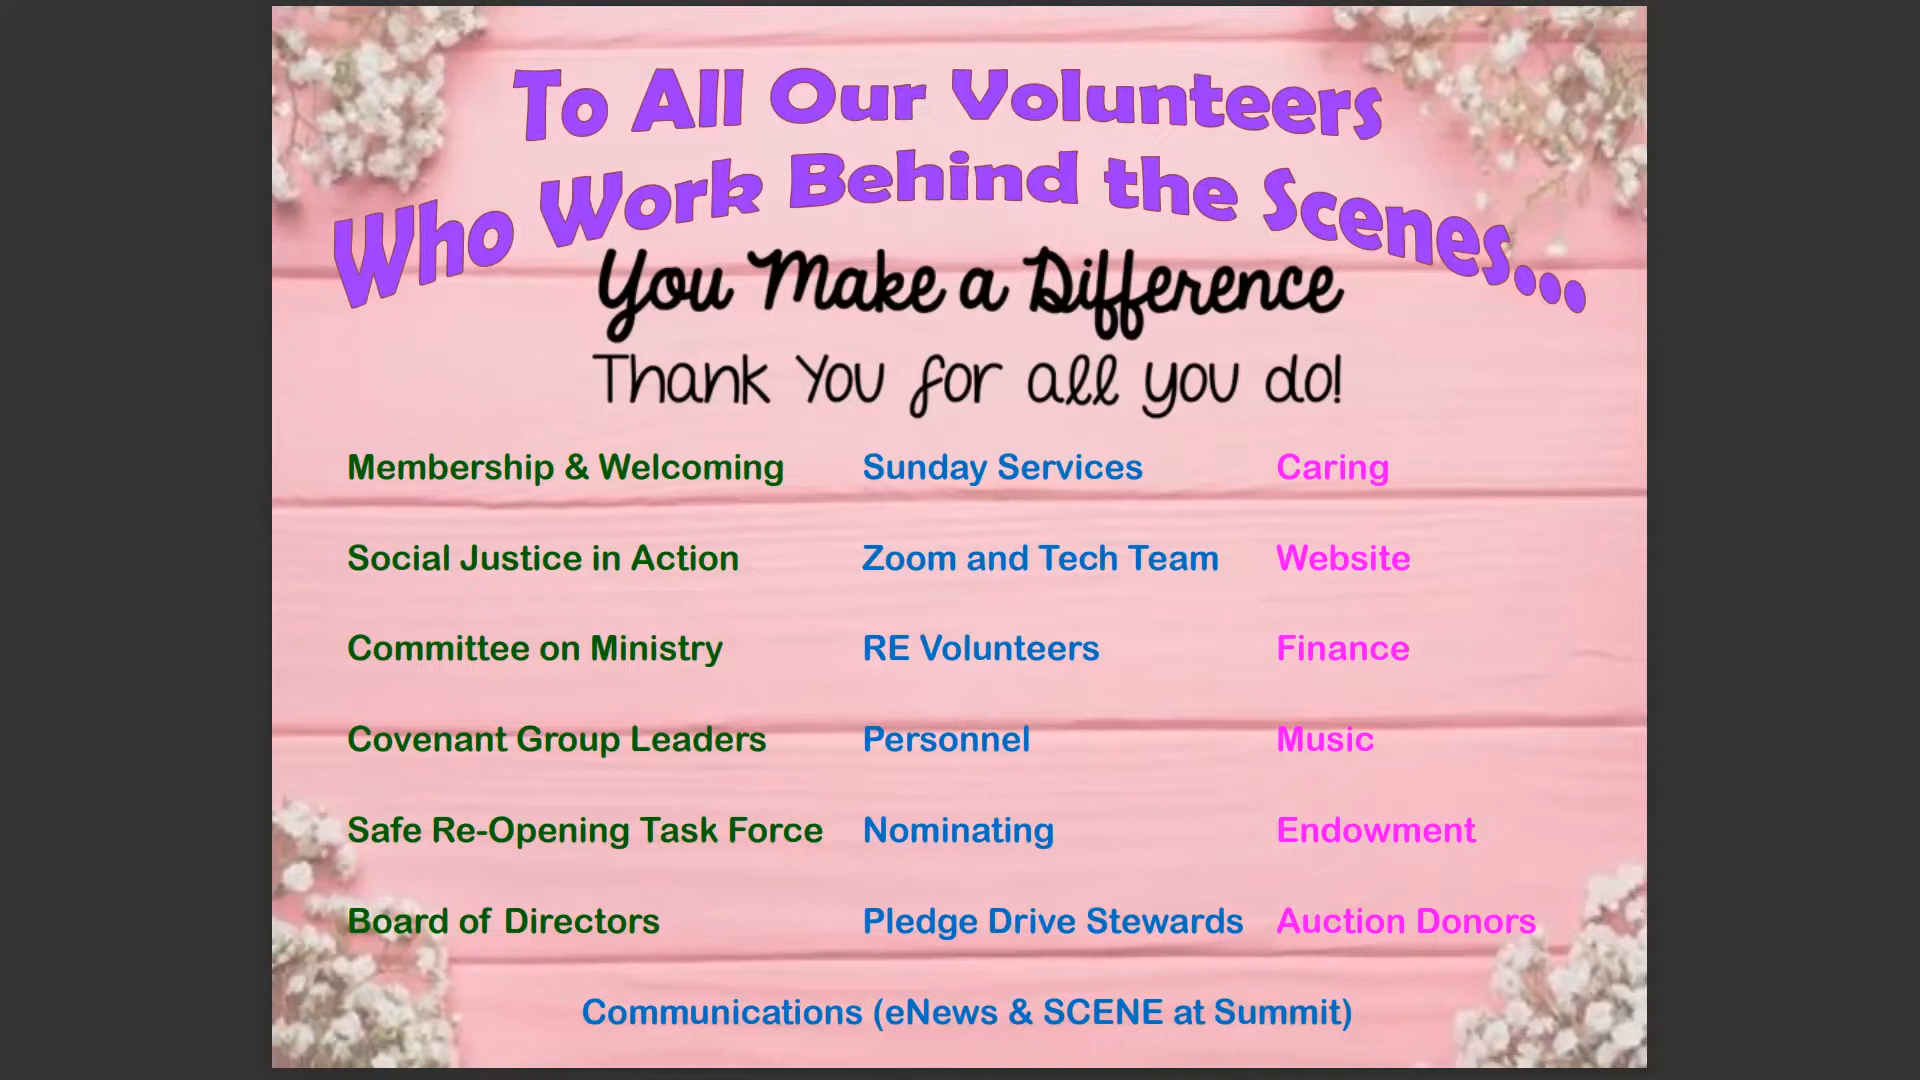 To All Our Volunteers
Who Work Behind the Scenes...
You Make a Difference
Thank You for all you do!
Membership & Welcoming Sunday Services Caring
Social Justice in Action Zoom and Tech Team Website
Committee on Ministry RE Volunteers Finance
Covenant Group Leaders Personnel Music
Safe Re-Opening Task Force Nominating Endowment
Board of Directors Pledge Drive Stewards Auction Donors
Communications (eNews & SCENE at Summit)